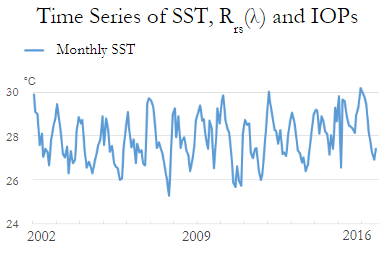 Time Series of SST, Rrs(λ) and IOPs
Monthly SST
°C
30
28
26
24
2002 2009 2016